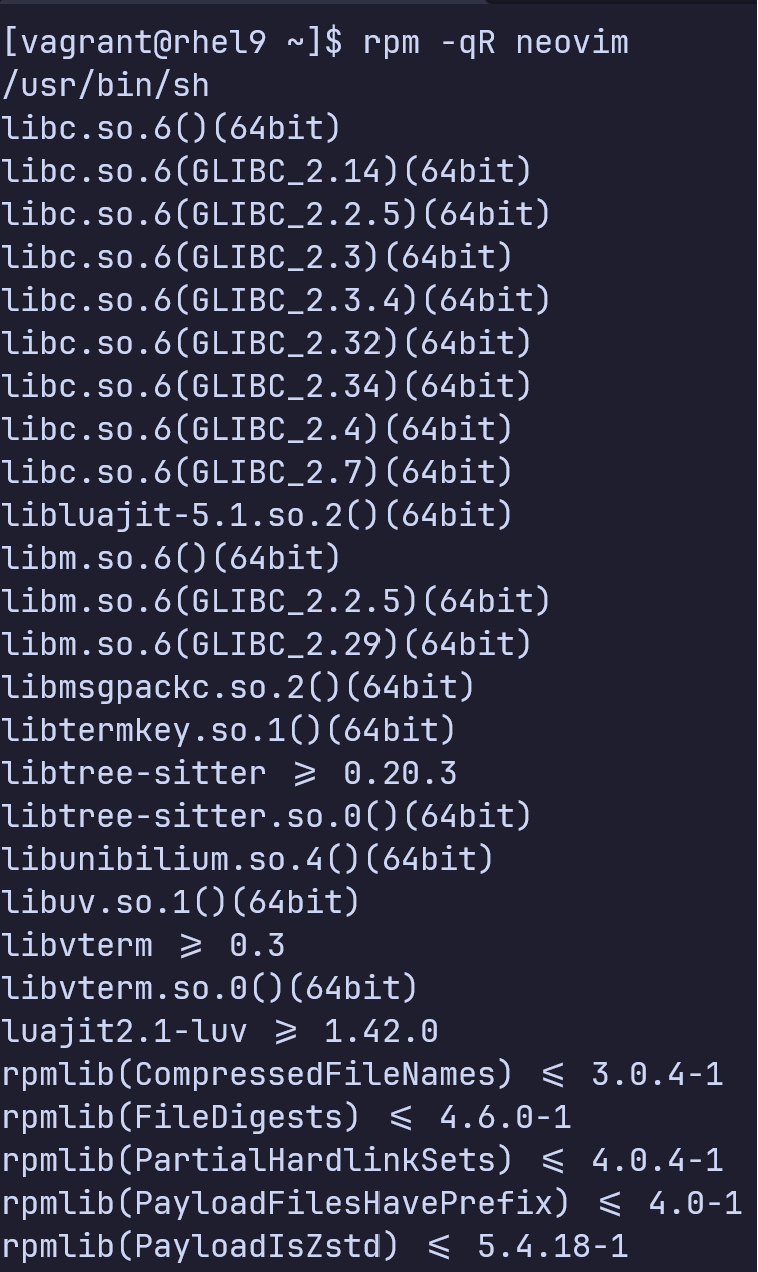 [vagrant@rhel9 ~]$ rpm -qR neovim
/usr/bin/sh
libc.so.6()(64bit)
libc.so.6(GLIBC_2.14)(64bit)
libc.so.6(GLIBC_2.2.5)(64bit)
libc.so.6(GLIBC_2.3)(64bit)
libc.so.6(GLIBC_2.3.4)(64bit)
libc.so.6(GLIBC_2.32)(64bit)
libc.so.6(GLIBC_2.34)(64bit)
libc.so.6(GLIBC_2.4)(64bit)
libc.so.6(GLIBC_2.7)(64bit)
libluajit-5.1.so.2()(64bit)
libm.so.6()(64bit)
libm.so.6(GLIBC_2.2.5)(64bit)
libm.so.6(GLIBC_2.29)(64bit)
libmsgpackc.so.2()(64bit)
libtermkey.so.1()(64bit)
libtree-sitter ⩾ 0.20.3
libtree-sitter.so.0()(64bit)
libunibilium.so.4()(64bit)
libuv.so.1()(64bit)
libvterm ⩾ 0.3
libvterm.so.0()(64bit)
luajit2.1-luv ⩾ 1.42.0
rpmlib(CompressedFileNames) ⩽ 3.0.4-1
rpmlib(FileDigests) ⩽ 4.6.0-1
rpmlib(PartialHardlinkSets) ⩽ 4.0.4-1
rpmlib(PayloadFilesHavePrefix) ⩽ 4.0-1
rpmlib(PayloadIsZstd) ⩽ 5.4.18-1